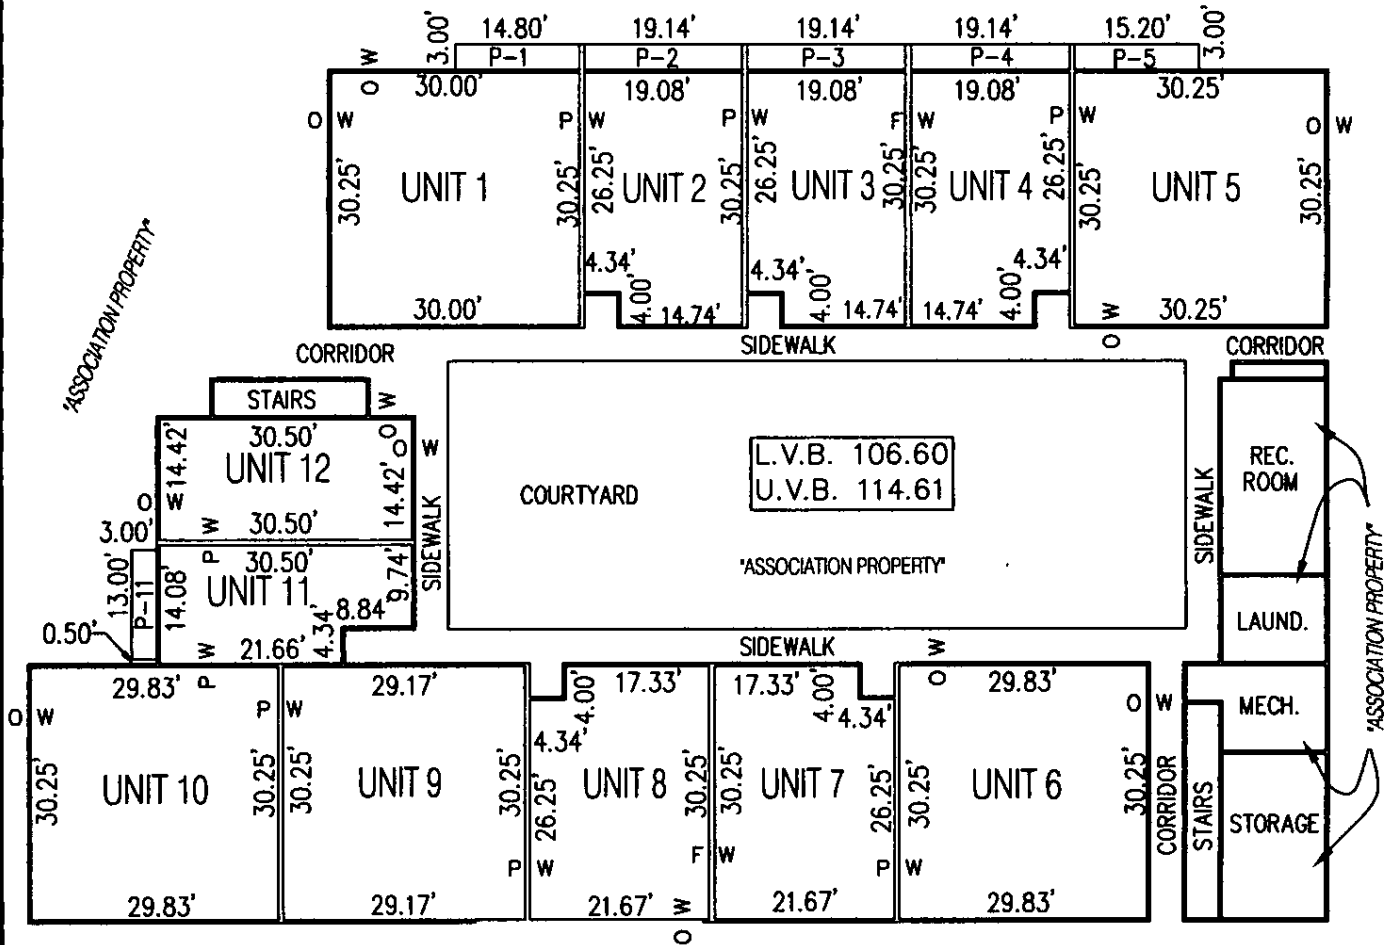 14.80' 19.14' 19.14' 19.14' 15.20'
3.00' P-1 P-2 P-3 P-4 P-5 3.00'
O W
30.00' 19.08' 19.08' 19.08' 30.25'
O W P W P W F W P W O W
30.25' UNIT 1 30.25' 26.25' UNIT 2 30.25' 26.25' UNIT 3 30.25' 30.25' UNIT 4 26.25' 30.25' UNIT 5 30.25'
4.34' 4.34' 4.34'
4.00' 4.00' 4.00'
30.00' 14.74' 14.74' 14.74' 30.25'
O W
"ASSOCIATION PROPERTY"
CORRIDOR SIDEWALK CORRIDOR
STAIRS
O W
14.42' 30.50' 14.42'
UNIT 12
O W
O W
30.50'
W
P
SIDEWALK
COURTYARD
L.V.B. 106.60
U.V.B. 114.61
"ASSOCIATION PROPERTY"
SIDEWALK
REC.
ROOM
LAUND.
"ASSOCIATION PROPERTY"
3.00'
13.00' P-11 14.08' 30.50' 9.74'
UNIT 11
0.50' 21.66' 4.34' 8.84'
W
P
SIDEWALK
O W
29.83' 29.17' 17.33' 17.33' 29.83'
4.00' 4.00'
4.34' 4.34'
O W P W O W
30.25' UNIT 10 30.25' 30.25' UNIT 9 30.25' 26.25' UNIT 8 30.25' 30.25' UNIT 7 26.25' 30.25' UNIT 6 30.25'
P W F W P W
29.83' 29.17' 21.67' 21.67' 29.83'
O W
CORRIDOR
STAIRS
MECH.
STORAGE